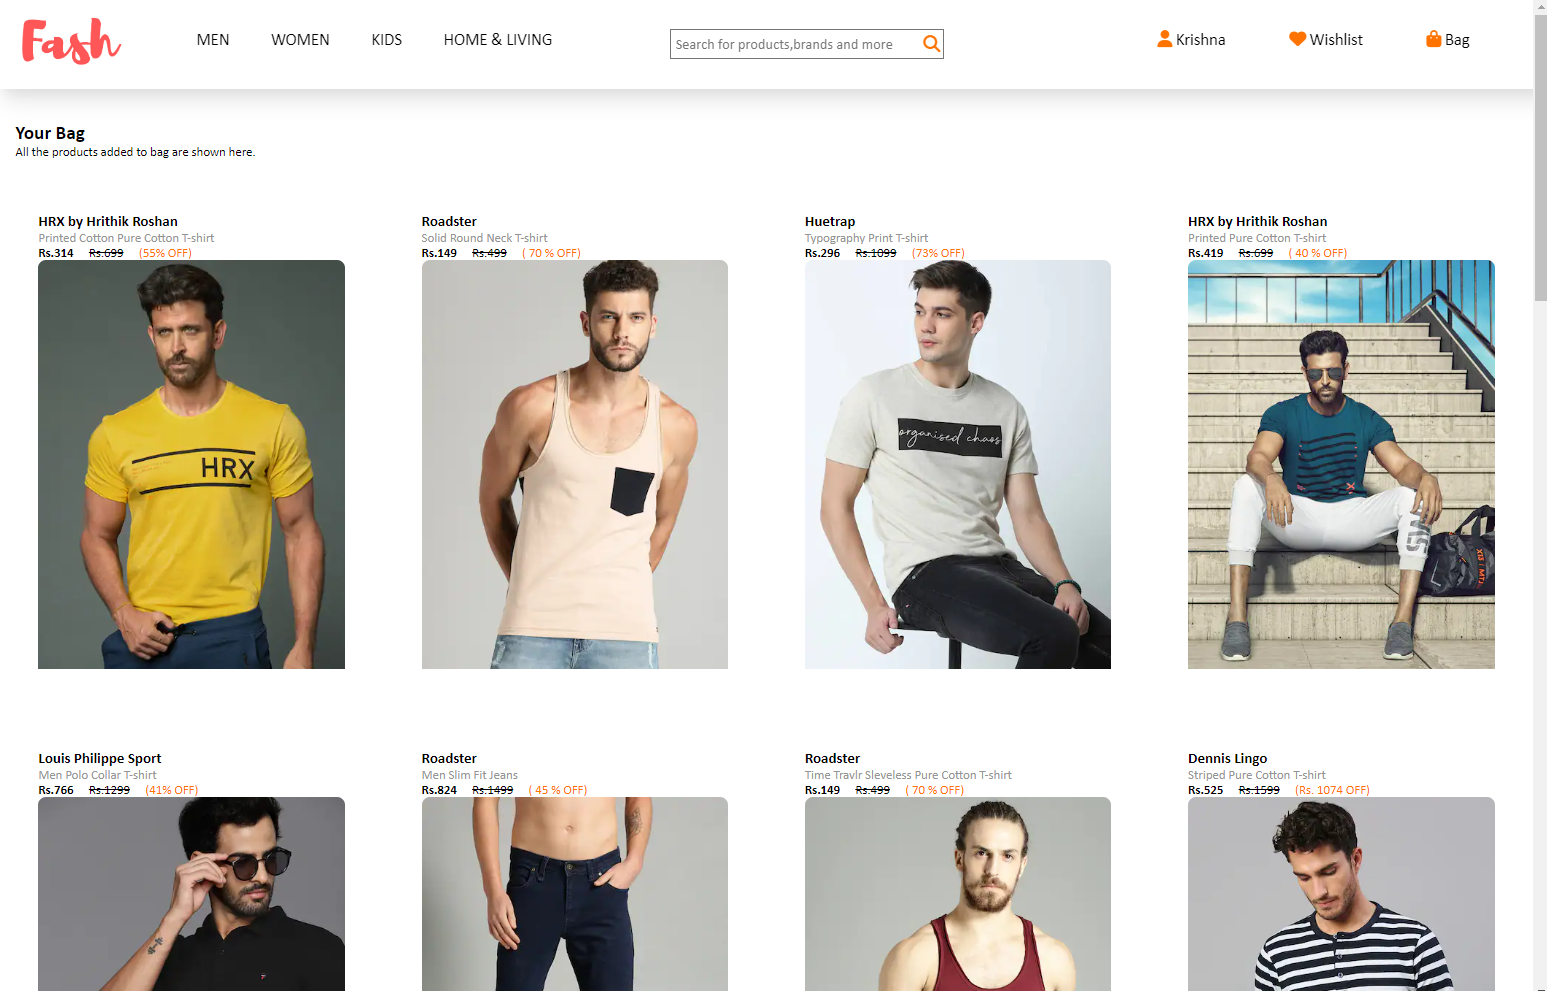 Fash
MEN WOMEN KIDS HOME & LIVING
Search for products,brands and more
Krishna Wishlist Bag
Your Bag
All the products added to bag are shown here.
HRX by Hrithik Roshan
Printed Cotton Pure Cotton T-shirt
Rs.314 Rs.699 (55% OFF)
HRX
Roadster
Solid Round Neck T-shirt
Rs.149 Rs.499 ( 70 % OFF)
Huetrap
Typography Print T-shirt
Rs.296 Rs.1099 (73% OFF)
organised chaos
HRX by Hrithik Roshan
Printed Pure Cotton T-shirt
Rs.419 Rs.699 ( 40 % OFF)
Louis Philippe Sport
Men Polo Collar T-shirt
Rs.766 Rs.1299 (41% OFF)
Roadster
Men Slim Fit Jeans
Rs.824 Rs.1499 ( 45 % OFF)
Roadster
Time Travlr Sleveless Pure Cotton T-shirt
Rs.149 Rs.499 ( 70 % OFF)
Dennis Lingo
Striped Pure Cotton T-shirt
Rs.525 Rs.1599 (Rs. 1074 OFF)